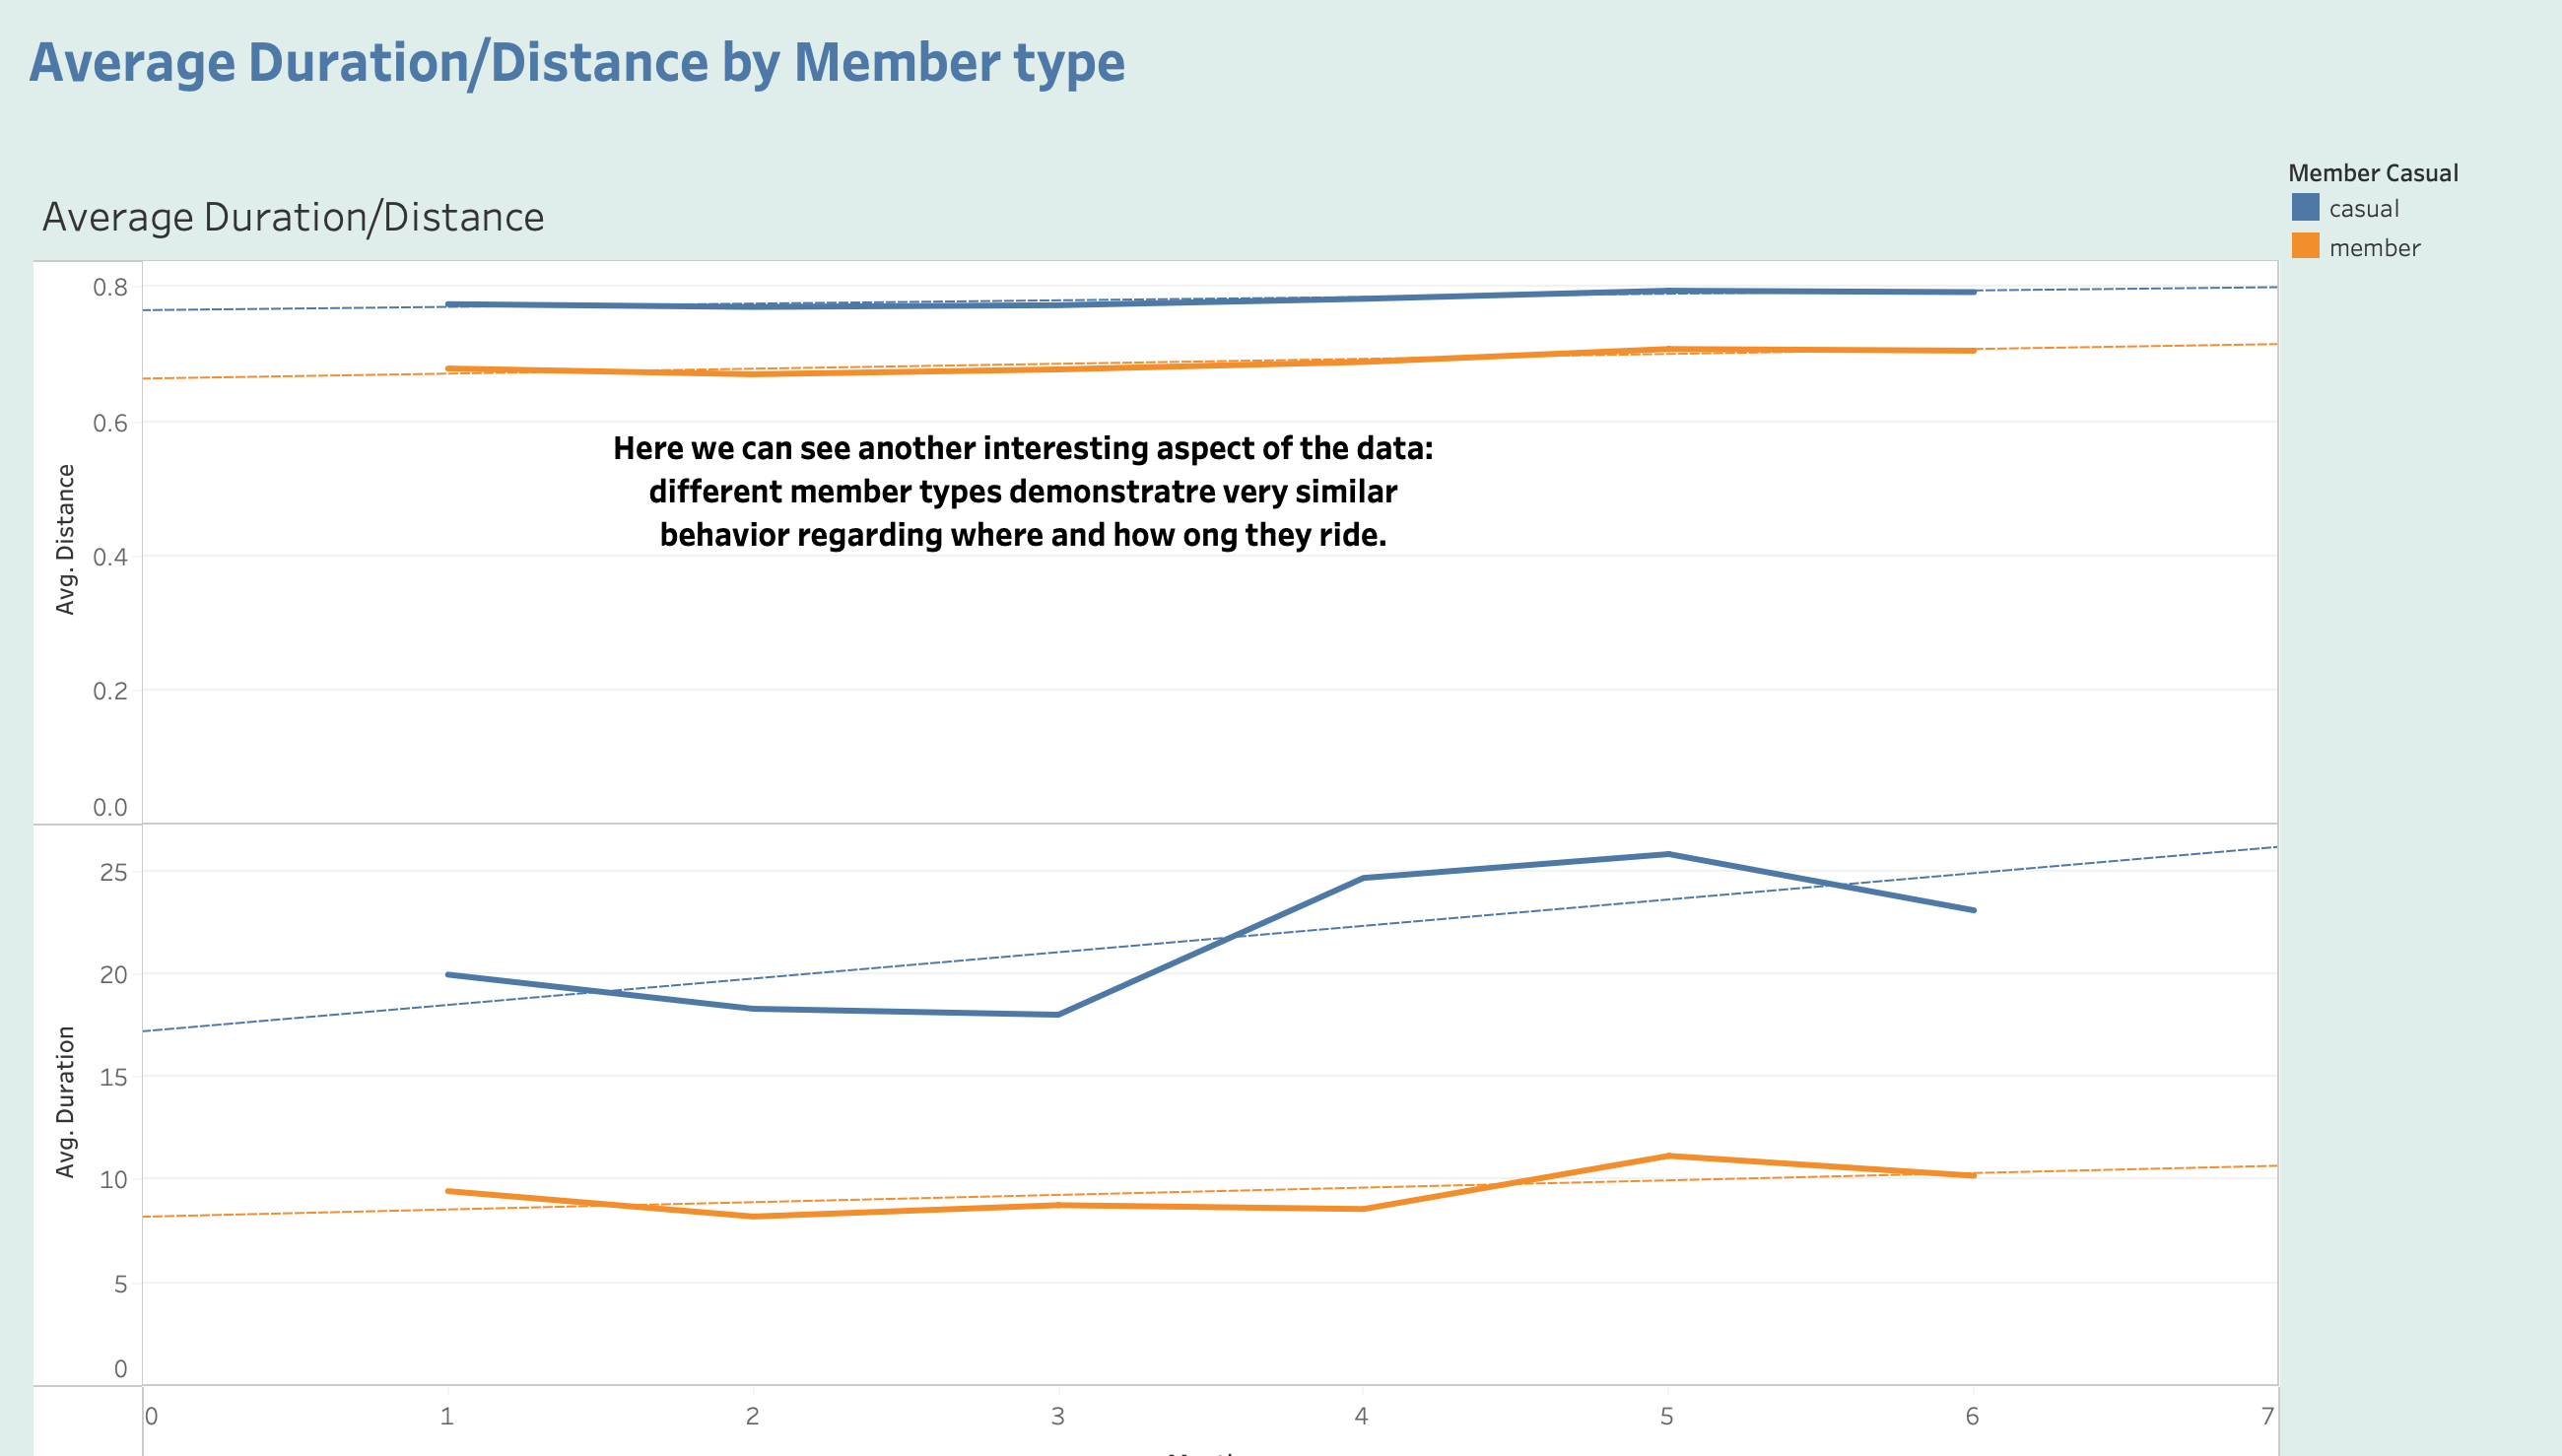 Average Duration/Distance by Member type
Member Casual
casual
member
Average Duration/Distance
Avg. Distance
0.8
0.6
0.4
0.2
0.0
Here we can see another interesting aspect of the data:
different member types demonstratre very similar
behavior regarding where and how ong they ride.
Avg. Duration
25
20
15
10
5
0
0 1 2 3 4 5 6 7